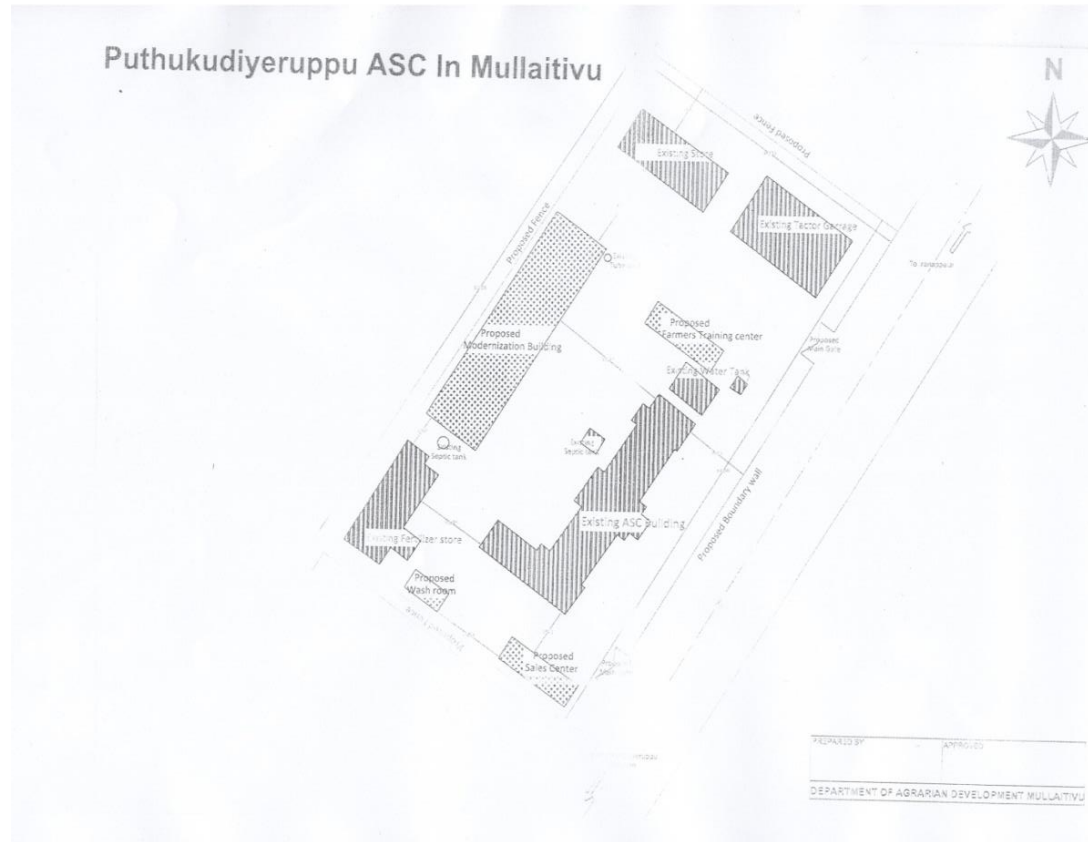 Puthukudiyeruppu ASC In Mullaitivu
N
Proposed Fence
Existing Store
Existing Tector Garrage
Proposed Fence
Proposed
Farmers Training center
Proposed
Modernization Building
Proposed
Main Gate
Existing Water Tank
Existing
Septic tank
Existing
Septic tank
Existing ASC Building
Proposed Boundary wall
Existing Fertilizer store
Proposed
Wash room
Proposed Fence
Proposed
Sales Center
PREPARED BY
APPROVED
DEPARTMENT OF AGRARIAN DEVELOPMENT MULLAITIVU